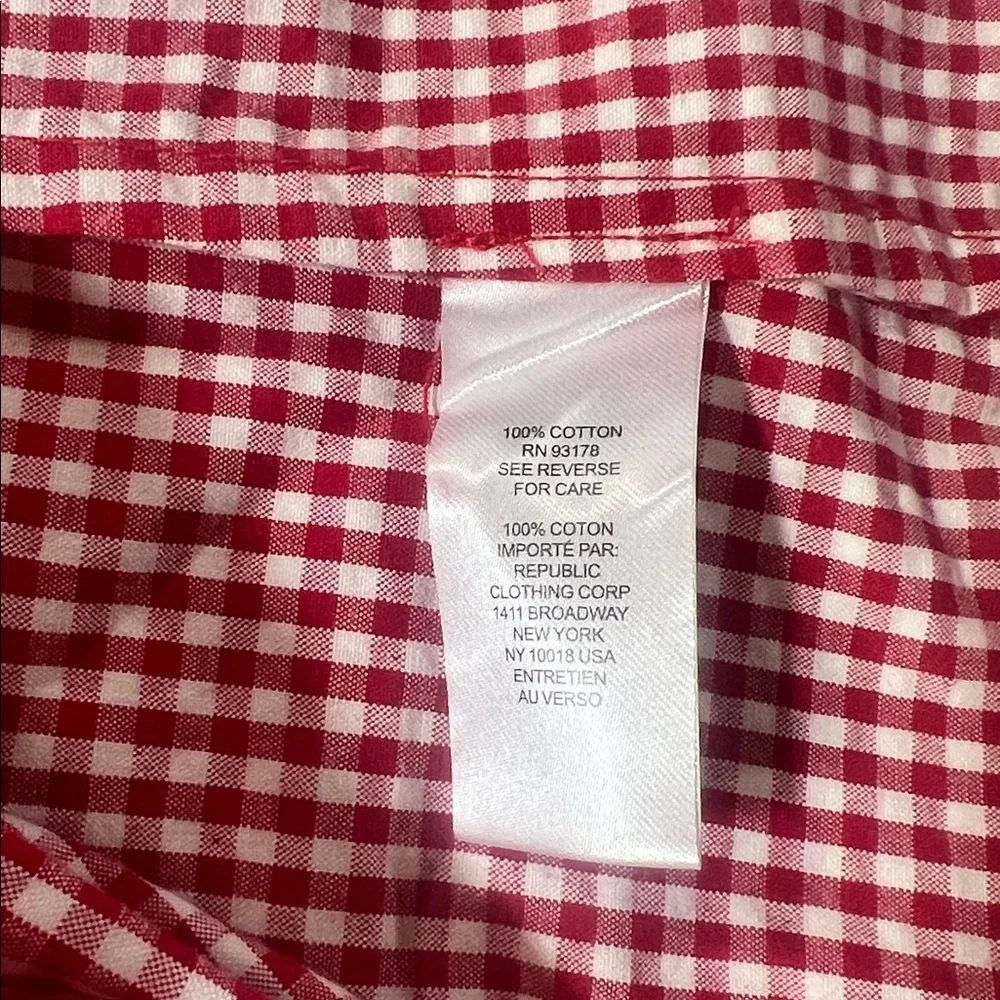 100% COTTON
RN 93178
SEE REVERSE
FOR CARE
100% COTON
IMPORTÉ PAR:
REPUBLIC
CLOTHING CORP
1411 BROADWAY
NEW YORK
NY 10018 USA
ENTRETIEN
AU VERSO